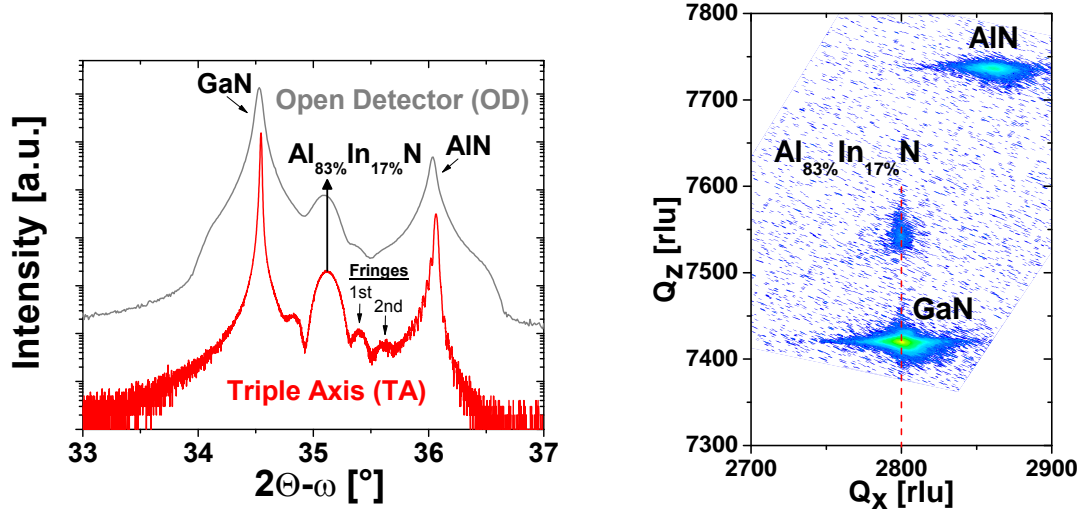 GaN
Open Detector (OD)
Al83%In17%N
AlN
Fringes
1st
2nd
Triple Axis (TA)
Intensity [a.u.]
33 34 35 36 37
2Θ-ω [°]
7800
7700
7600
7500
7400
7300
AlN
Al83%In17%N
GaN
Qz [rlu]
2700 2800 2900
Qx [rlu]